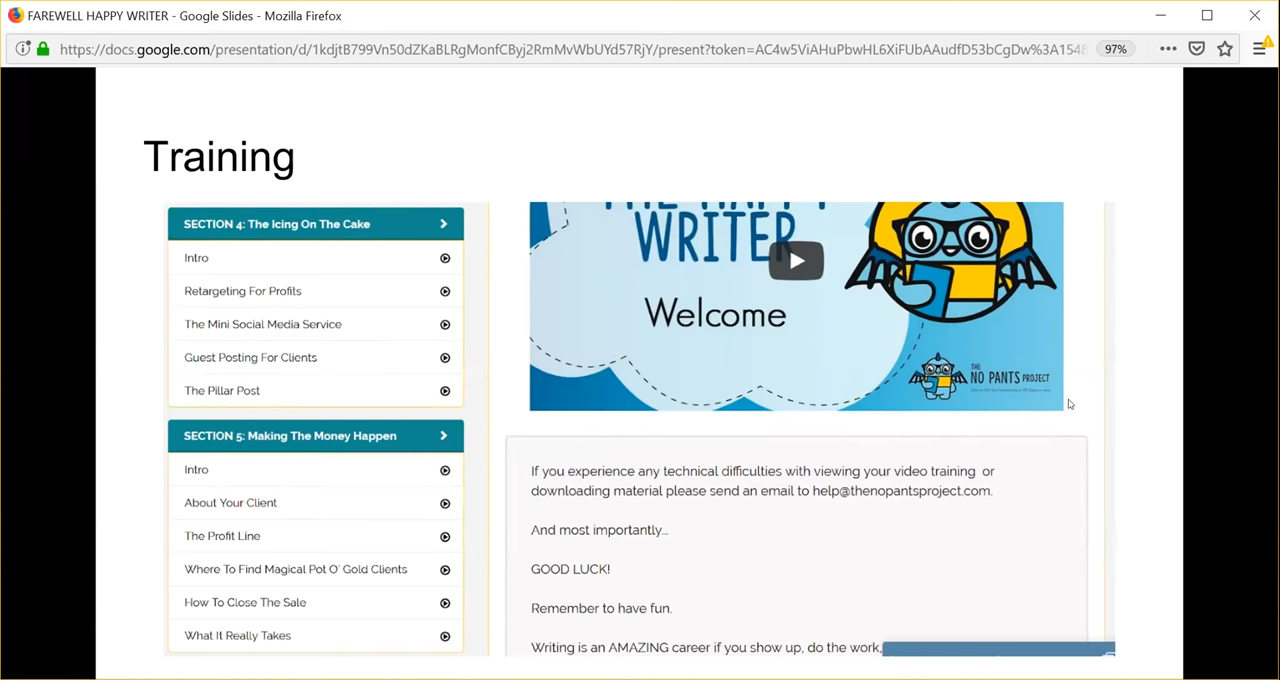 FAREWELL HAPPY WRITER - Google Slides - Mozilla Firefox
https://docs.google.com/presentation/d/1kdjtB799Vn50dZKaBLRgMonfCByj2RmMvWbUYd57RjY/present?token=AC4w5ViAHuPbwHL6XiFUbAAudfD53bCgDw%3A1548
97%
Training
SECTION 4: The Icing On The Cake
Intro
Retargeting For Profits
The Mini Social Media Service
Guest Posting For Clients
The Pillar Post
SECTION 5: Making The Money Happen
Intro
About Your Client
The Profit Line
Where To Find Magical Pot O' Gold Clients
How To Close The Sale
What It Really Takes
THE HAPPY
WRITER
Welcome
THE
NO PANTS PROJECT
If you experience any technical difficulties with viewing your video training or
downloading material please send an email to help@thenopantsproject.com.
And most importantly...
GOOD LUCK!
Remember to have fun.
Writing is an AMAZING career if you show up, do the work,